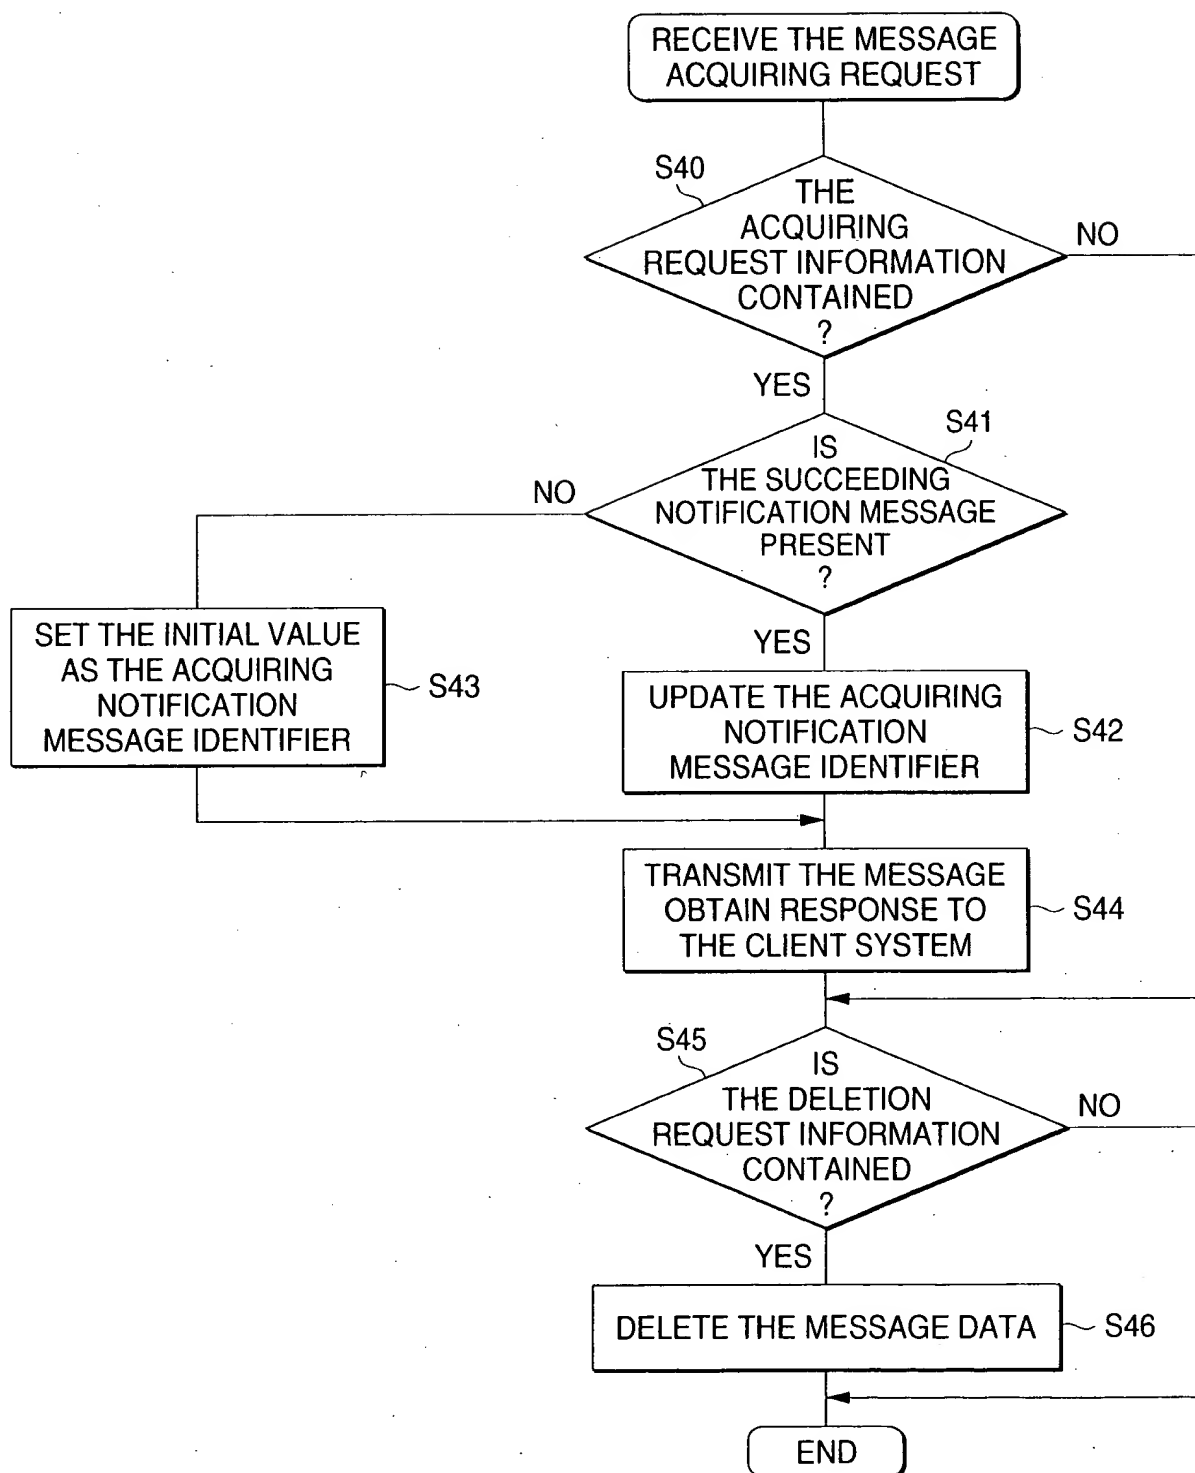 RECEIVE THE MESSAGE
ACQUIRING REQUEST
S40
THE
ACQUIRING
REQUEST INFORMATION
CONTAINED
?
NO
YES
S41
IS
THE SUCCEEDING
NOTIFICATION MESSAGE
PRESENT
?
NO
YES
SET THE INITIAL VALUE
AS THE ACQUIRING
NOTIFICATION
MESSAGE IDENTIFIER
S43
UPDATE THE ACQUIRING
NOTIFICATION
MESSAGE IDENTIFIER
S42
TRANSMIT THE MESSAGE
OBTAIN RESPONSE TO
THE CLIENT SYSTEM
S44
S45
IS
THE DELETION
REQUEST INFORMATION
CONTAINED
?
NO
YES
DELETE THE MESSAGE DATA
S46
END